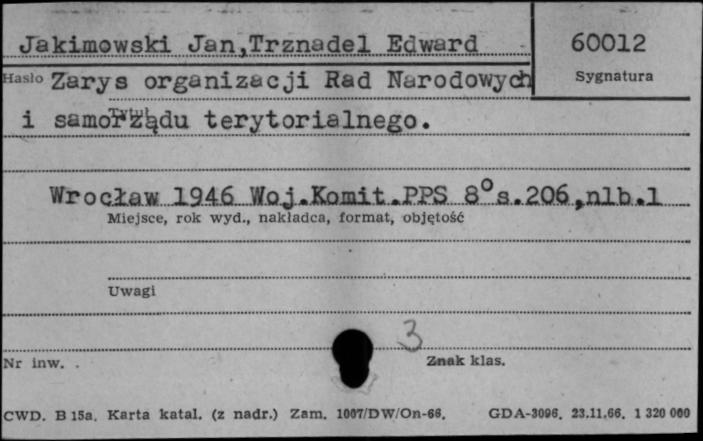 Jakimowski Jan,Trznadel Edward
60012
Hasło Zarys organizacji Rad Narodowych
Sygnatura
Tytuł
i samorządu terytorialnego.
Wrocław 1946 Woj.Komit.PPS 8° s.206,nlb.1
Miejsce, rok wyd., nakładca, format, objętość
Uwagi
3
Nr inw.
Znak klas.
CWD. B 15a. Karta katal. (z nadr.) Zam. 1007/DW/On-66. GDA-3096. 23.11.66. 1 320 000